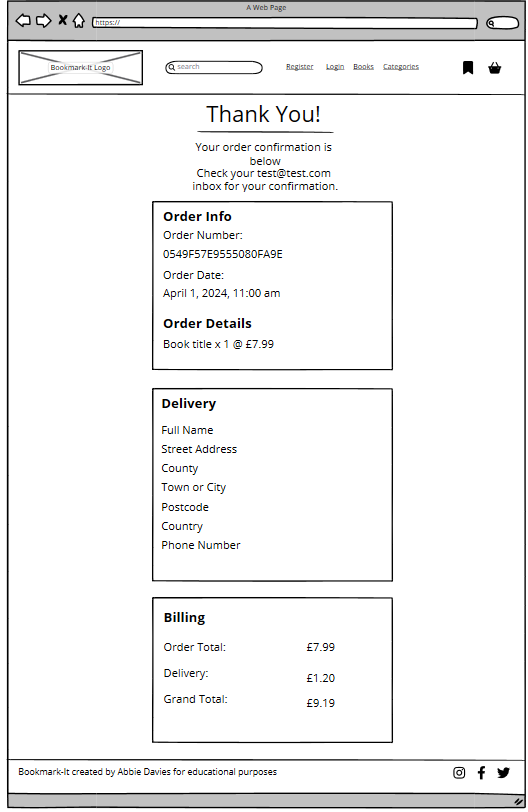 A Web Page
https://
Bookmark-It Logo
search
Register Login Books Categories
Thank You!
Your order confirmation is
below
Check your test@test.com
inbox for your confirmation.
Order Info
Order Number:
0549F57E9555080FA9E
Order Date:
April 1, 2024, 11:00 am
Order Details
Book title x 1 @ £7.99
Delivery
Full Name
Street Address
County
Town or City
Postcode
Country
Phone Number
Billing
Order Total: £7.99
Delivery: £1.20
Grand Total: £9.19
Bookmark-It created by Abbie Davies for educational purposes